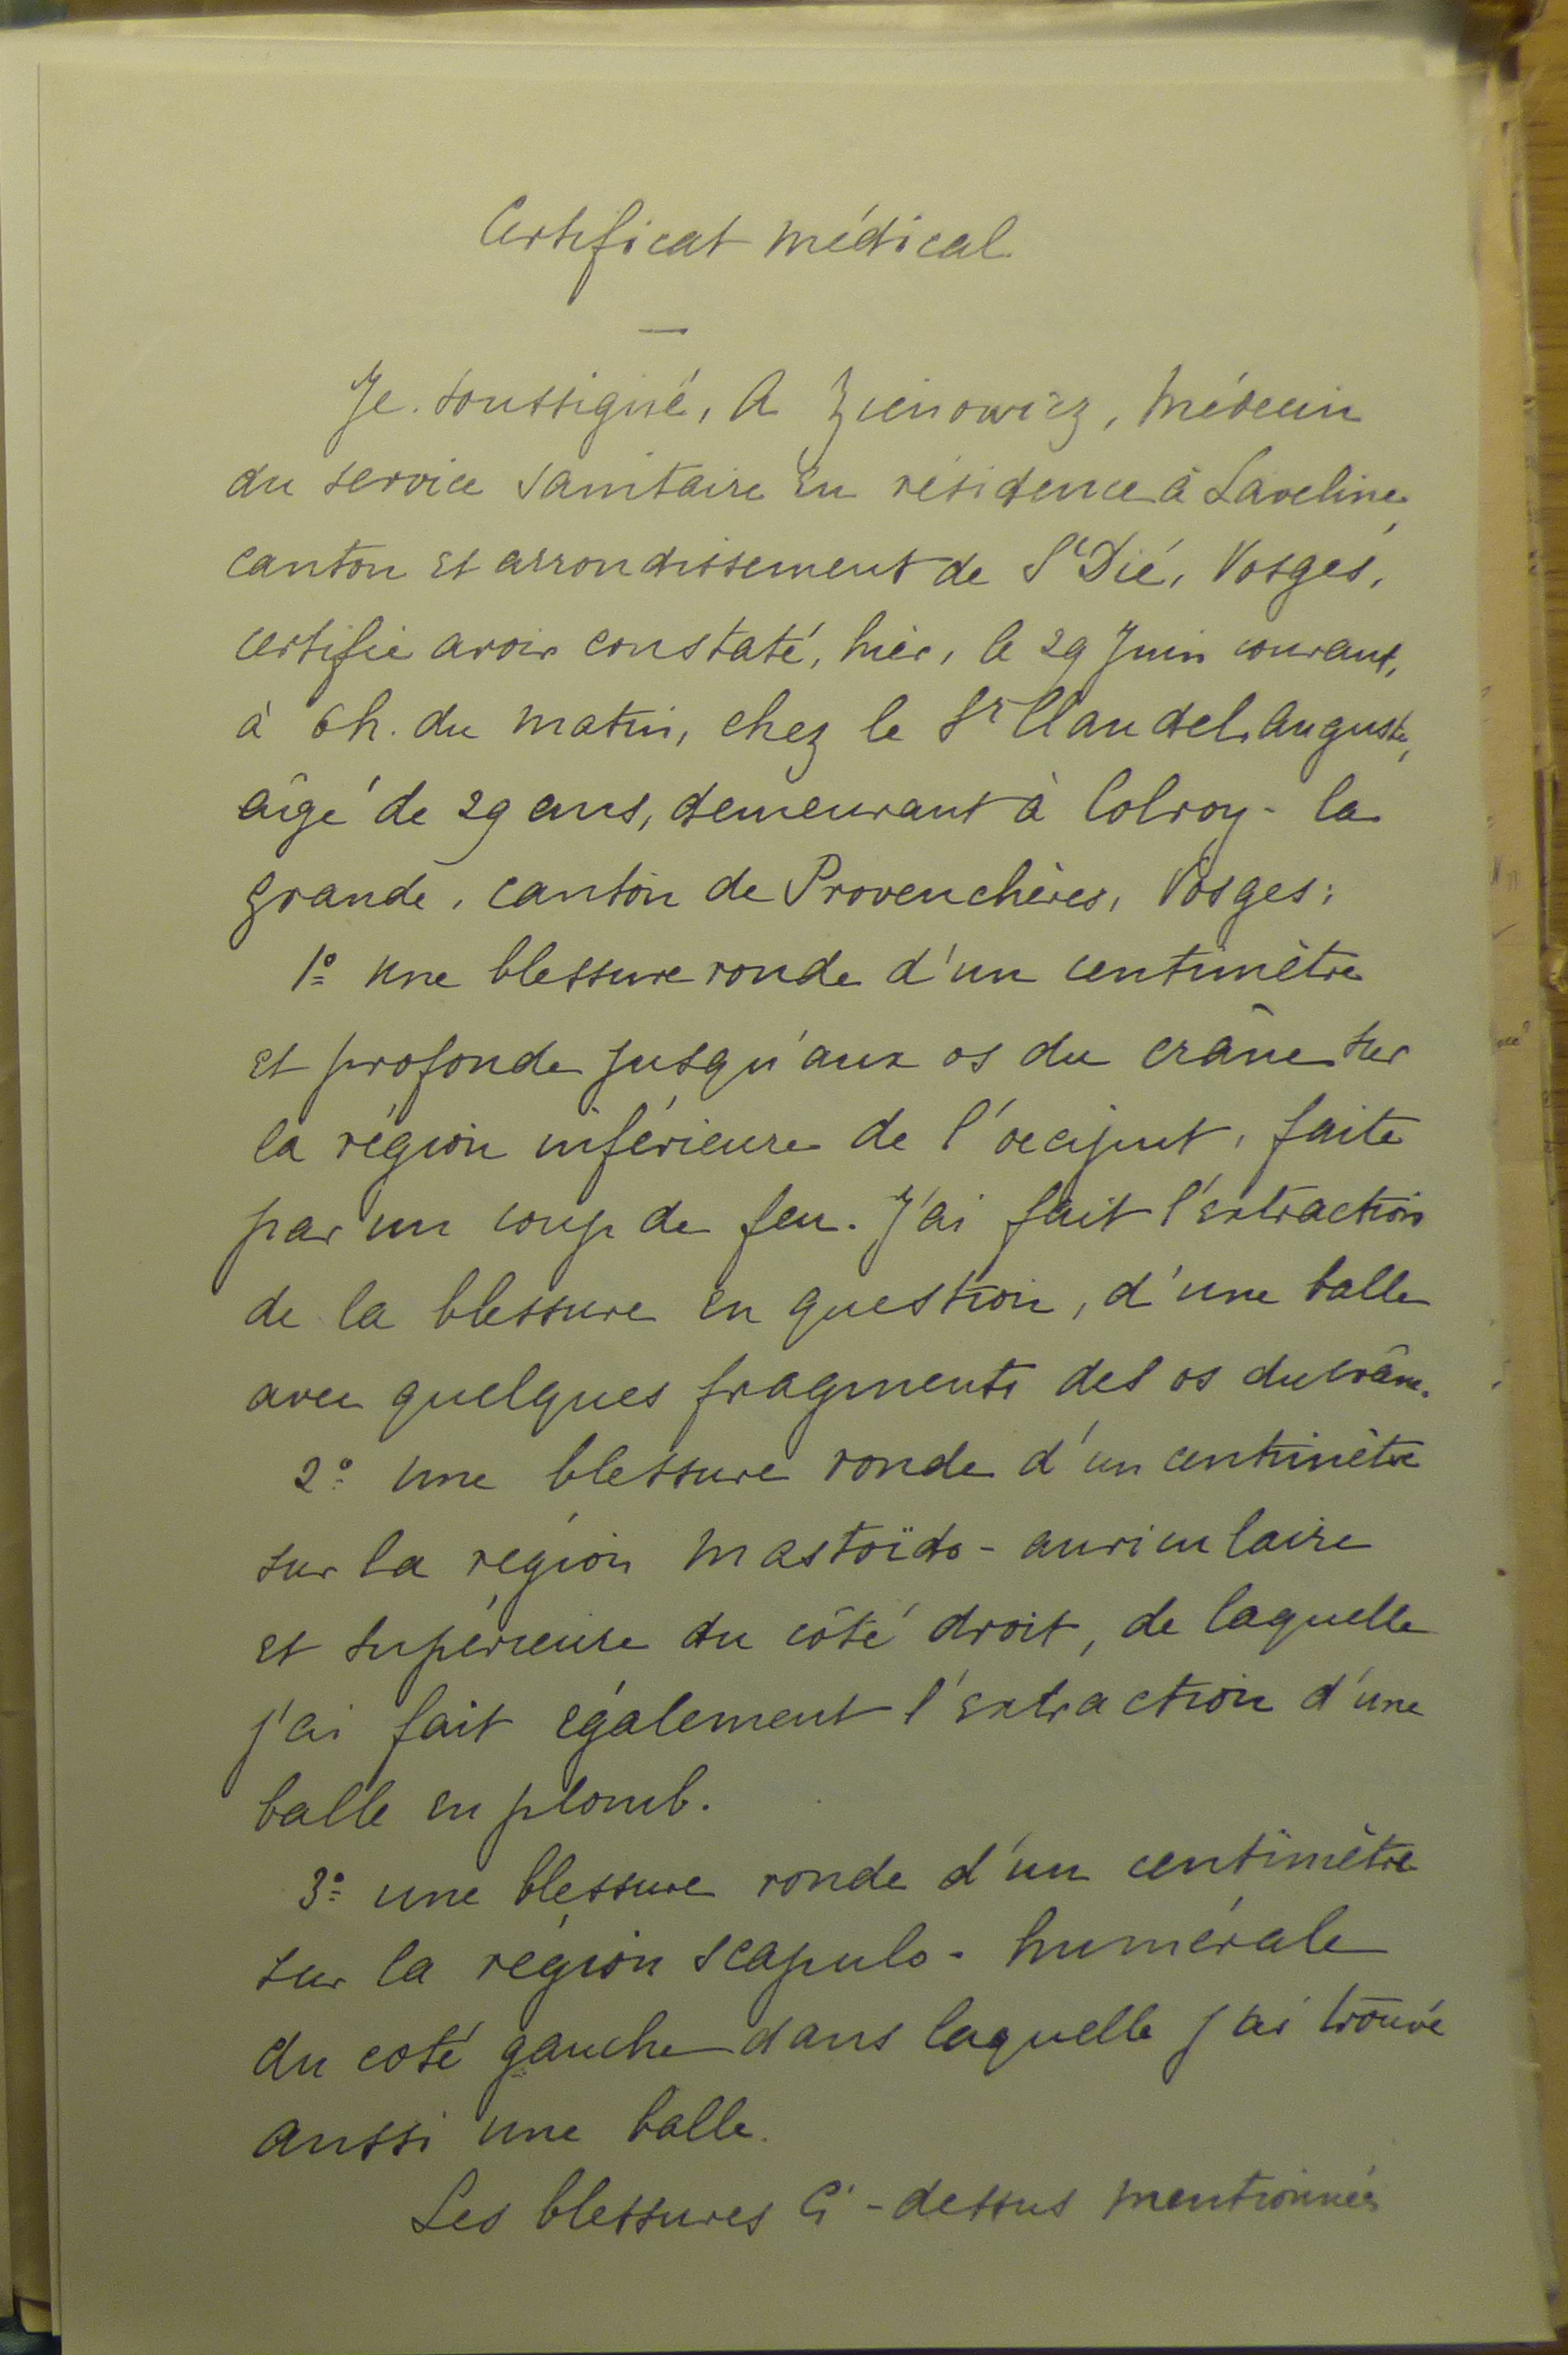 Certificat médical
Je soussigné, A Zienowicz, Médecin
du service sanitaire en résidence à Laveline,
canton et arrondissement de St Dié, Vosges,
certifie avoir constaté, hier, le 29 Juin courant,
à 6h. du matin, chez le Sr Claudel Auguste,
âgé de 29 ans, demeurant à Colroy-la
grande, canton de Provenchères, Vosges:
1º une blessure ronde d'un centimètre
et profonde jusqu'aux os du crâne sur
la région inférieure de l'occiput, faite
par un coup de feu. J'ai fait l'extraction
de la blessure en question, d'une balle
avec quelques fragments des os du crâne.
2º une blessure ronde d'un centimètre
sur la région mastoïdo-auriculaire
et supérieure du côté droit, de laquelle
j'ai fait également l'extraction d'une
balle en plomb.
3º une blessure ronde d'un centimètre
sur la région scapulo-humérale
du coté gauche dans laquelle j'ai trouvé
aussi une balle.
Les blessures Ci-dessus mentionnées